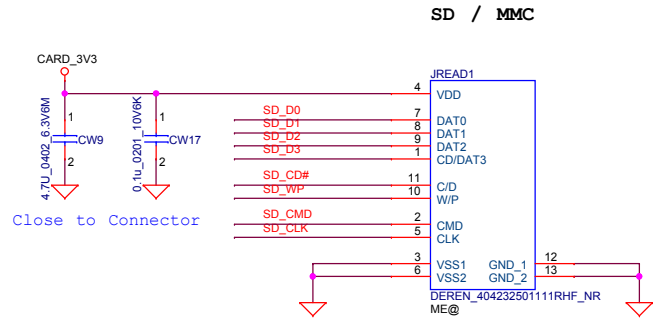 SD / MMC
CARD_3V3
JREAD1
4 VDD
1 1
4.7U_0402_6.3V6M CW9
0.1u_0201_10V6K CW17
2 2
SD_D0 7 DAT0
SD_D1 8 DAT1
SD_D2 9 DAT2
SD_D3 1 CD/DAT3
SD_CD# 11 C/D
SD_WP 10 W/P
Close to Connector
SD_CMD 2 CMD
SD_CLK 5 CLK
3 VSS1 GND_1 12
6 VSS2 GND_2 13
DEREN_404232501111RHF_NR
ME@